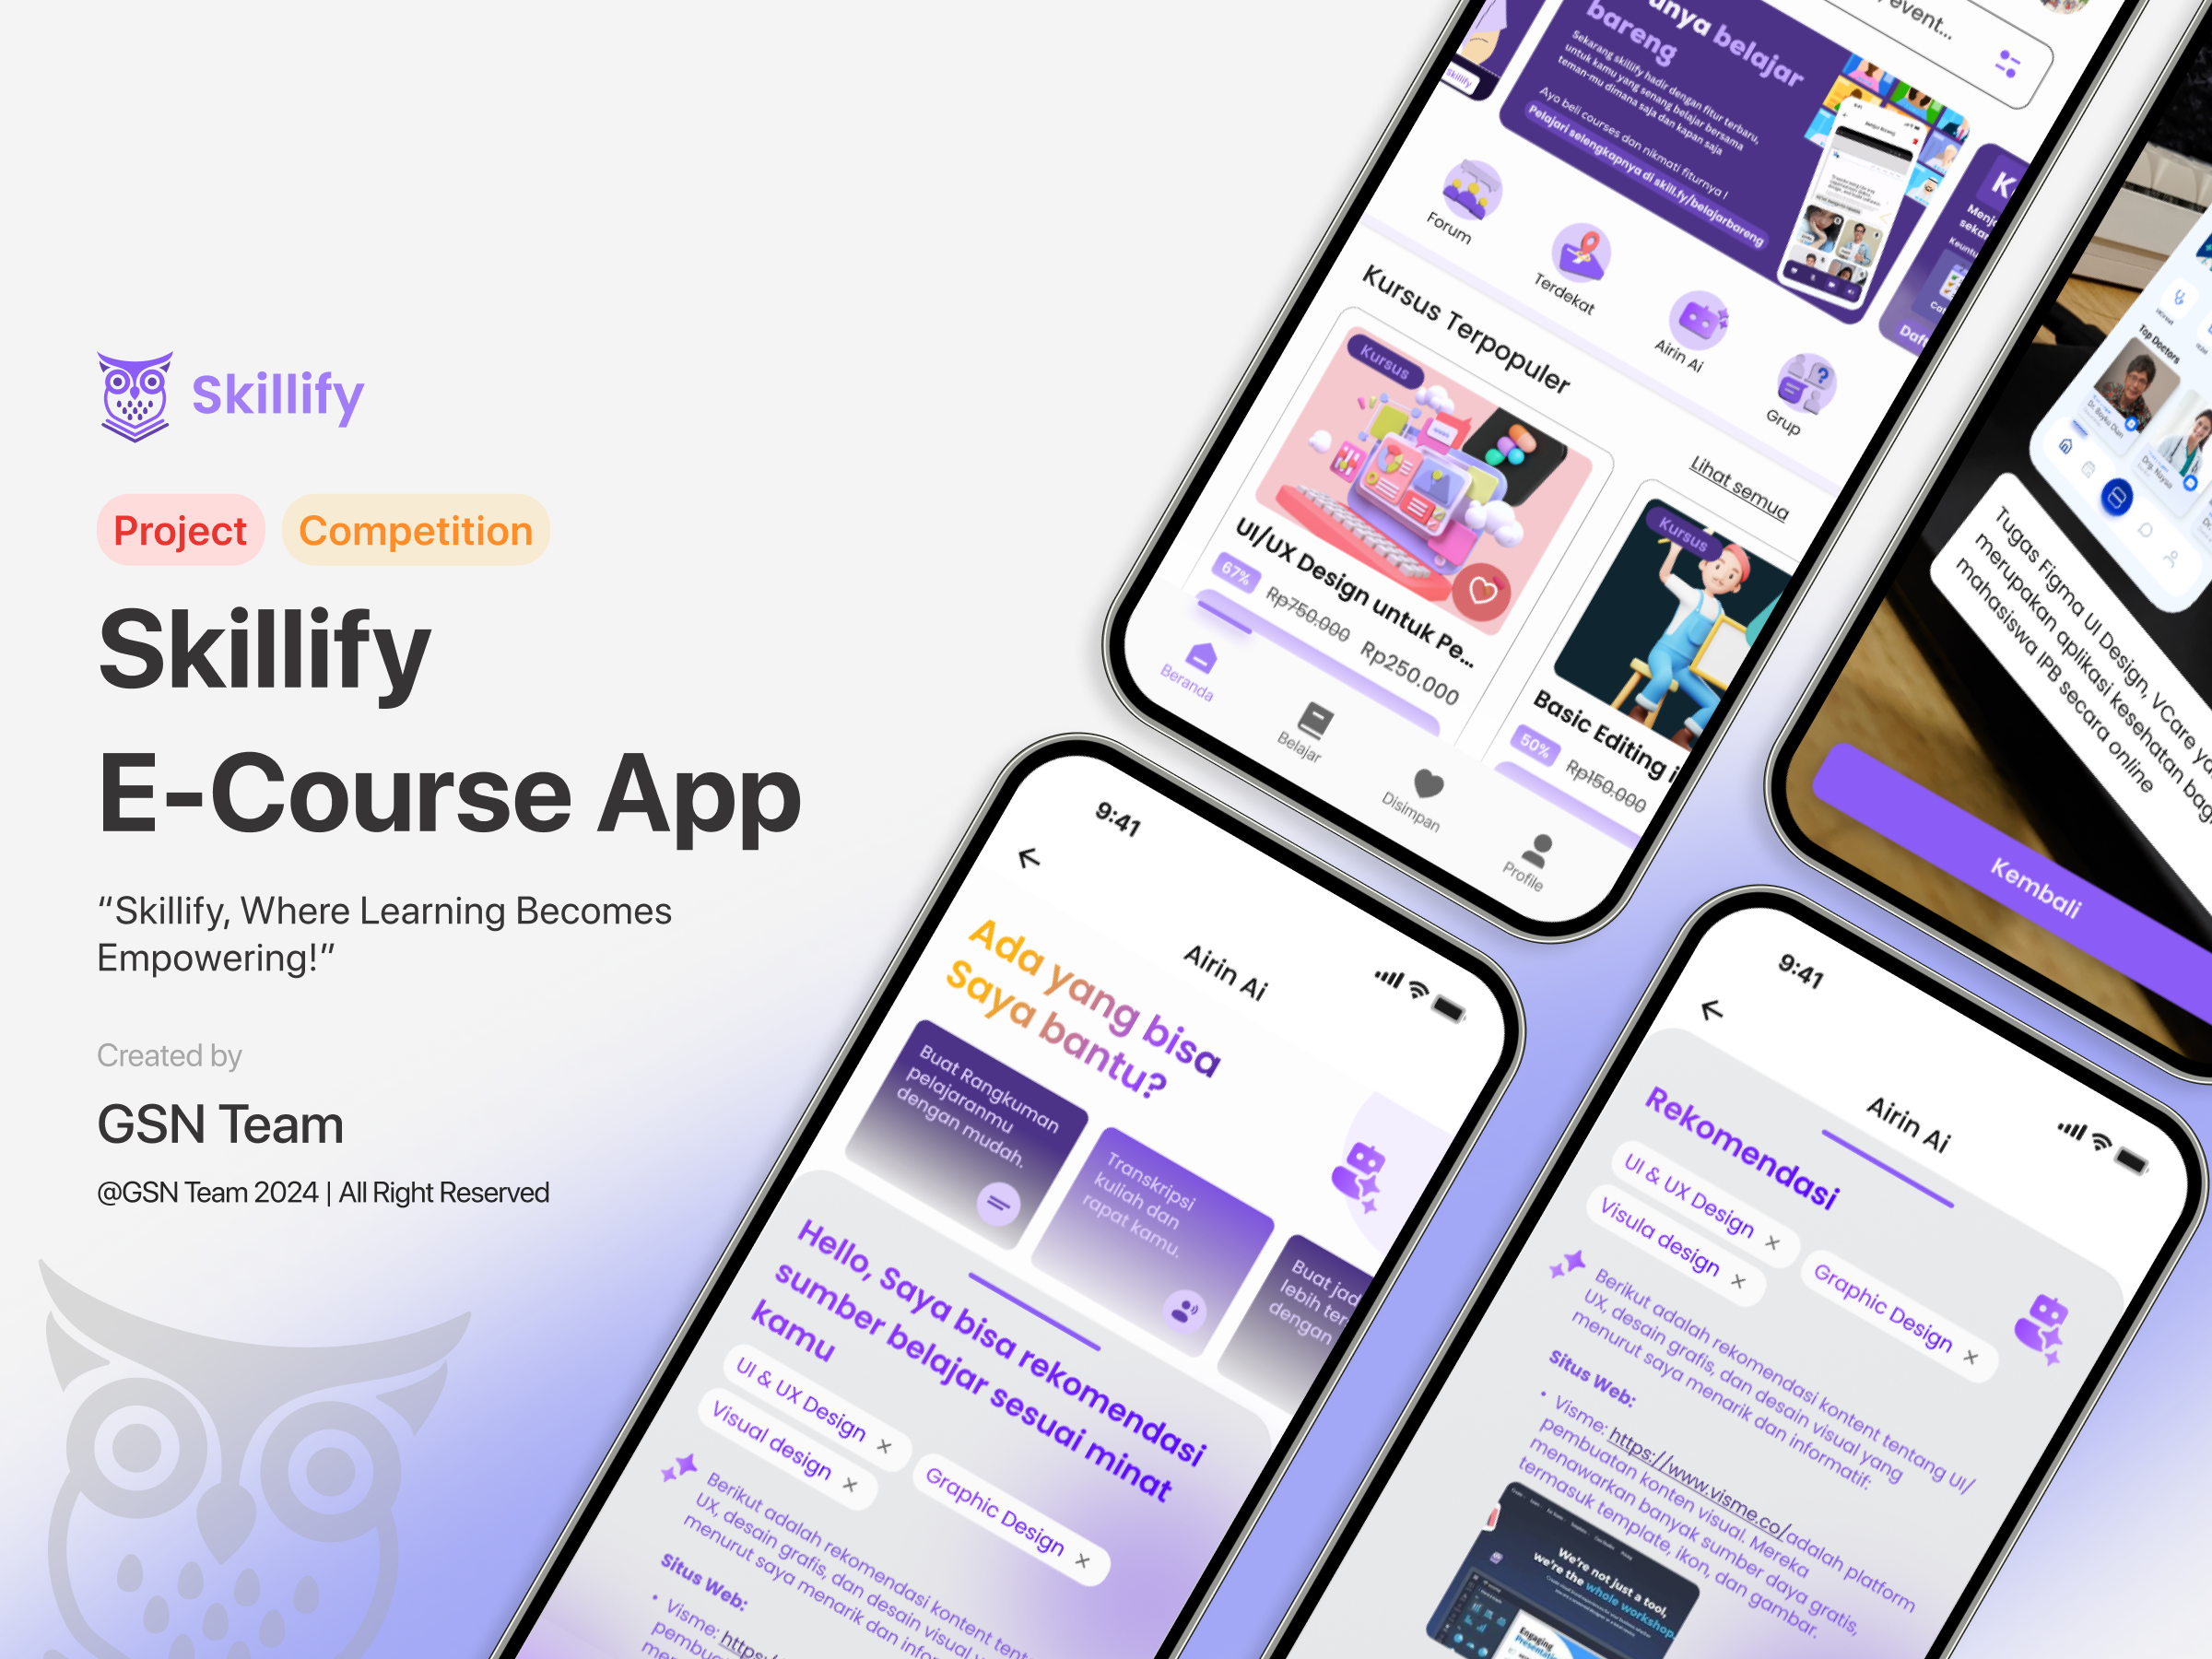 Skillify
Project
Competition
Skillify
E-Course App
“Skillify, Where Learning Becomes
Empowering!”
Created by
GSN Team
@GSN Team 2024 | All Right Reserved
event...
belajar
bareng
Sekarang skillify hadir dengan fitur terbaru,
untuk kamu yang senang belajar bersama
teman-mu dimana saja dan kapan saja
Ayo beli courses dan nikmati fiturnya !
Pelajari selengkapnya di skill.fy/belajarbareng
Skillify
Forum
Terdekat
Airin Ai
Grup
Kursus Terpopuler
Lihat semua
Kursus
UI/UX Design untuk Pe...
67%
Rp750.000
Rp250.000
Kursus
Basic Editing
50%
Rp150.000
Beranda
Belajar
Disimpan
Profile
Top Doctors
Tugas Figma UI Design, VCare
merupakan aplikasi kesehatan
mahasiswa IPB secara online
Kembali
9:41
Airin Ai
Ada yang bisa
Saya bantu?
Buat Rangkuman
pelajaranmu
dengan mudah.
Transkripsi
kuliah dan
rapat kamu.
Buat
lebih
dengan
Hello, Saya bisa rekomendasi
sumber belajar sesuai minat
kamu
UI & UX Design ×
Visual design ×
Graphic Design ×
Berikut adalah rekomendasi kontent
UX, desain grafis, dan desain visual
menurut saya menarik dan
Situs Web:
• Visme:
9:41
Airin Ai
Rekomendasi
UI & UX Design ×
Visula design ×
Graphic Design ×
Berikut adalah rekomendasi kontent tentang UI/
UX, desain grafis, dan desain visual yang
menurut saya menarik dan informatif:
Situs Web:
• Visme: https://www.visme.co/adalah platform
pembuatan konten visual. Mereka
menawarkan banyak sumber daya gratis,
termasuk template, ikon, dan gambar.
We're not just a tool,
we're the whole workshop.
Engaging